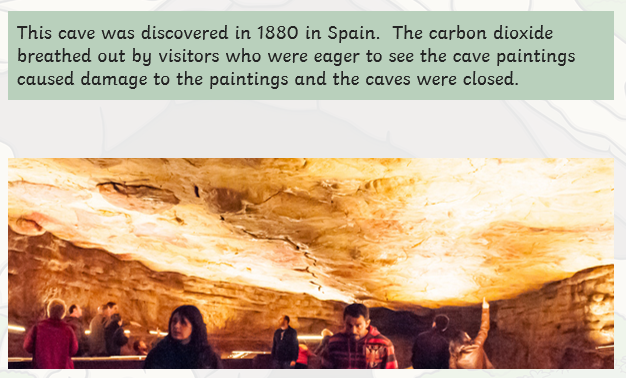 This cave was discovered in 1880 in Spain.  The carbon dioxide
breathed out by visitors who were eager to see the cave paintings
caused damage to the paintings and the caves were closed.